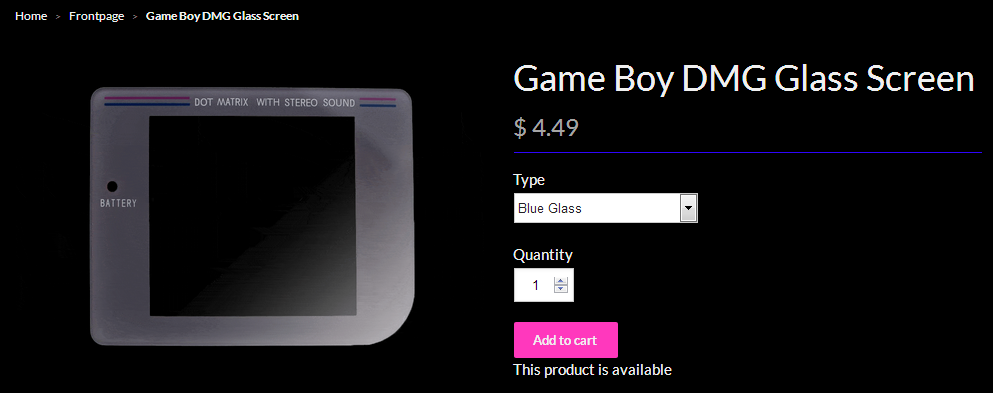 Home > Frontpage > Game Boy DMG Glass Screen
DOT MATRIX WITH STEREO SOUND
BATTERY
Game Boy DMG Glass Screen
$ 4.49
Type
Blue Glass
Quantity
1
Add to cart
This product is available